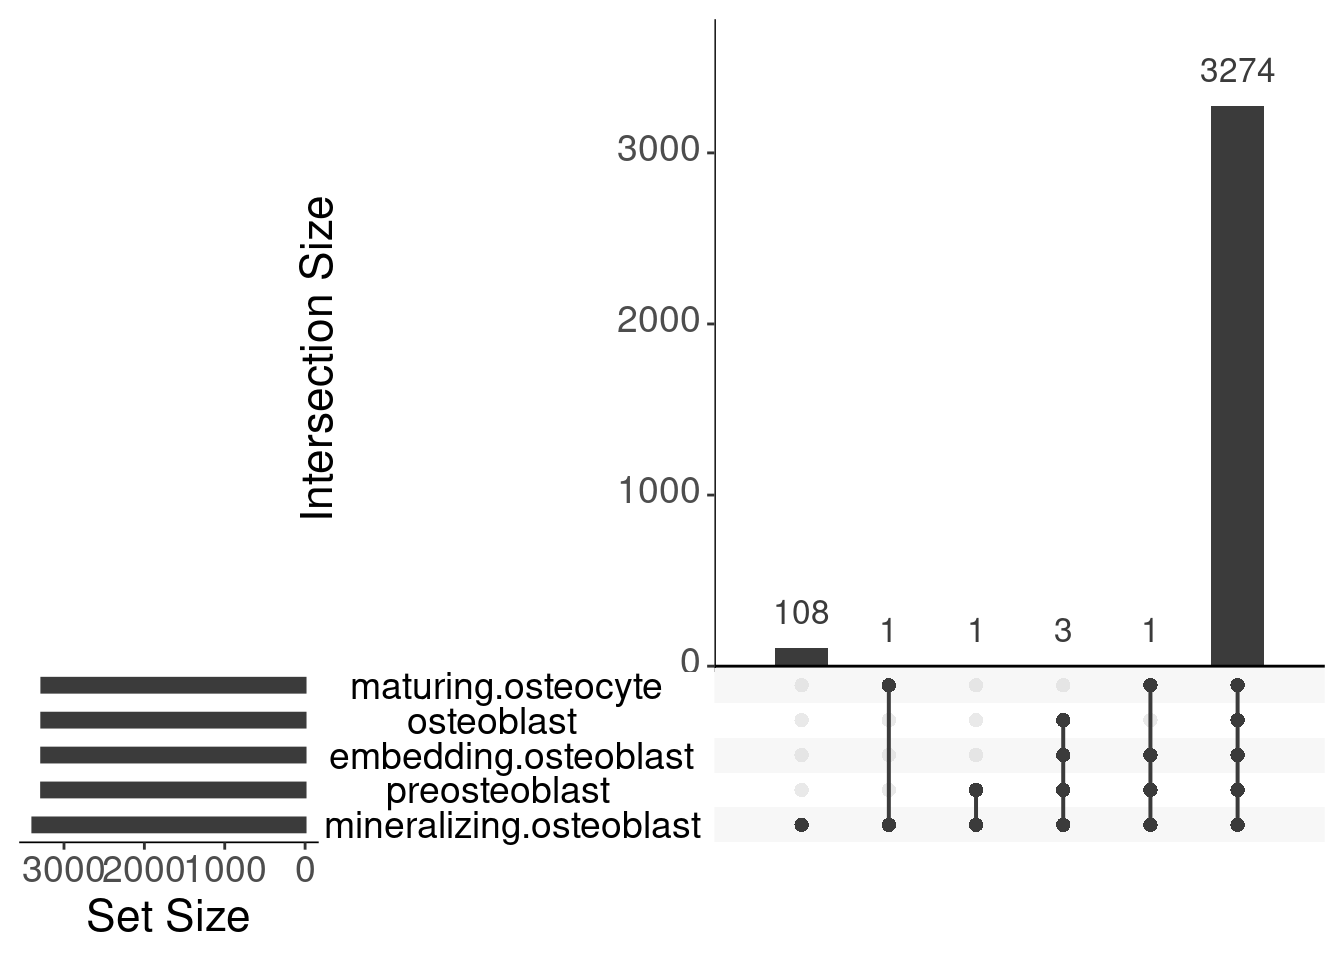 3274
3000
2000
1000
0
Intersection Size
108
1
1
3
1
maturing.osteocyte
osteoblast
embedding.osteoblast
preosteoblast
mineralizing.osteoblast
3000 2000 1000 0
Set Size